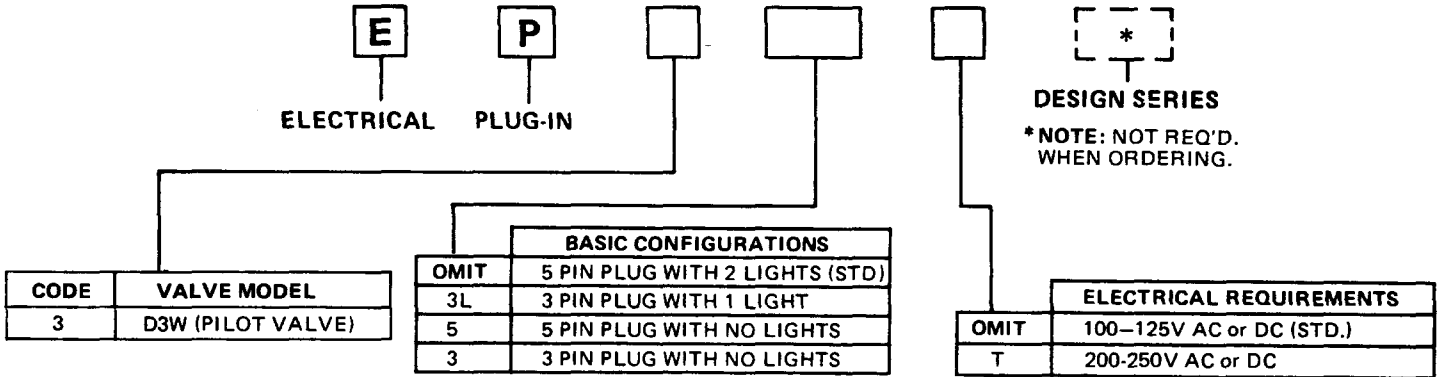 E P *
ELECTRICAL PLUG-IN
DESIGN SERIES
* NOTE: NOT REQ'D.
WHEN ORDERING.
CODE VALVE MODEL
3 D3W (PILOT VALVE)
BASIC CONFIGURATIONS
OMIT 5 PIN PLUG WITH 2 LIGHTS (STD)
3L 3 PIN PLUG WITH 1 LIGHT
5 5 PIN PLUG WITH NO LIGHTS
3 3 PIN PLUG WITH NO LIGHTS
ELECTRICAL REQUIREMENTS
OMIT 100–125V AC or DC (STD.)
T 200-250V AC or DC